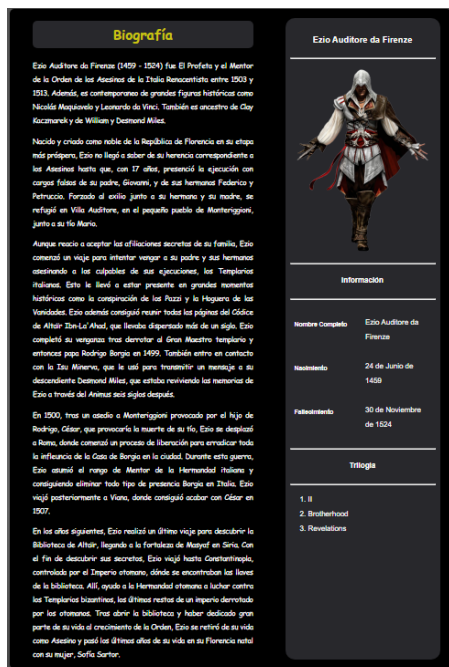 Biografía
Ezio Auditore da Firenze (1459 - 1524) fue El Profeta y el Mentor
de la Orden de los Asesinos de la Italia Renacentista entre 1503 y
1513. Además, es contemporaneo de grandes figuras históricas como
Nicolás Maquiavelo y Leonardo da Vinci. También es ancestro de Clay
Kaczmarek y de William y Desmond Miles.
Nacido y criado como noble de la República de Florencia en su etapa
más próspera, Ezio no llegó a saber de su herencia correspondiente a
los Asesinos hasta que, con 17 años, presenció la ejecución con
cargos falsos de su padre, Giovanni, y de sus hermanos Federico y
Petruccio. Forzado al exilio junto a su hermana y su madre, se
refugió en Villa Auditore, en el pequeño pueblo de Monteriggioni,
junto a su tío Mario.
Aunque reacio a aceptar las afiliaciones secretas de su familia, Ezio
comenzó un viaje para intentar vengar a su padre y sus hermanos
asesinando a los culpables de sus ejecuciones, los Templarios
italianos. Esto le llevó a estar presente en grandes momentos
históricos como la conspiración de los Pazzi y la Hoguera de las
Vanidades. Ezio además consiguió reunir todas las páginas del Códice
de Altaïr Ibn-La'Ahad, que llevaba dispersado más de un siglo. Ezio
completó su venganza tras derrotar al Gran Maestro templario y
entonces papa Rodrigo Borgia en 1499. También entro en contacto
con la Isu Minerva, que le usó para transmitir un mensaje a su
descendiente Desmond Miles, que estaba reviviendo las memorias de
Ezio a través del Animus seis siglos después.
En 1500, tras un asedio a Monteriggioni provocado por el hijo de
Rodrigo, César, que provocaría la muerte de su tío, Ezio se desplazó
a Roma, donde comenzó un proceso de liberación para erradicar toda
la influencia de la Casa de Borgia en la ciudad. Durante esta guerra,
Ezio asumió el rango de Mentor de la Hermandad italiana y
consiguiendo eliminar todo tipo de presencia Borgia en Italia. Ezio
viajó posteriormente a Viana, donde consiguió acabar con César en
1507.
En los años siguientes, Ezio realizó un último viaje para descubrir la
Biblioteca de Altaïr, llegando a la fortaleza de Masyaf en Siria. Con
el fin de descubrir sus secretos, Ezio viajó hasta Constantinopla,
controlada por el Imperio otomano, dónde se encontraban las llaves
de la biblioteca. Allí, ayudo a la Hermandad otomana a luchar contra
los Templarios bizantinos, los últimos restos de un imperio derrotado
por los otomanos. Tras abrir la biblioteca y haber dedicado gran
parte de su vida al crecimiento de la Orden, Ezio se retiró de su vida
como Asesino y pasó los últimos años de su vida en su Florencia natal
con su mujer, Sofía Sartor.
Ezio Auditore da Firenze
Información
Nombre Completo Ezio Auditore da
Firenze
Nacimiento 24 de Junio de
1459
Fallecimiento 30 de Noviembre
de 1524
Trilogia
1. II
2. Brotherhood
3. Revelations